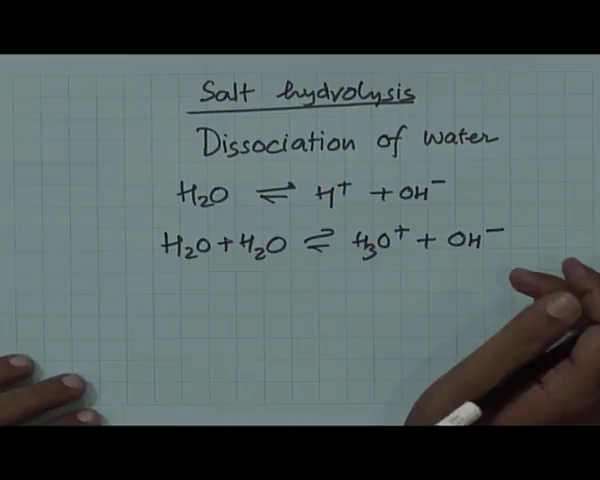 Salt hydrolysis
Dissociation of water
H₂O ⇌ H⁺ + OH⁻
H₂O + H₂O ⇌ H₃O⁺ + OH⁻